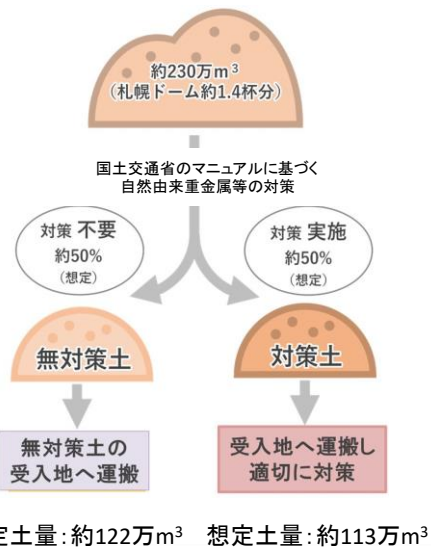 約230万m³
(札幌ドーム約1.4杯分)
国土交通省のマニュアルに基づく
自然由来重金属等の対策
対策 不要
約50%
(想定)
対策 実施
約50%
(想定)
無対策土
対策土
無対策土の
受入地へ運搬
受入地へ運搬し
適切に対策
定土量:約122万m³
想定土量:約113万m³